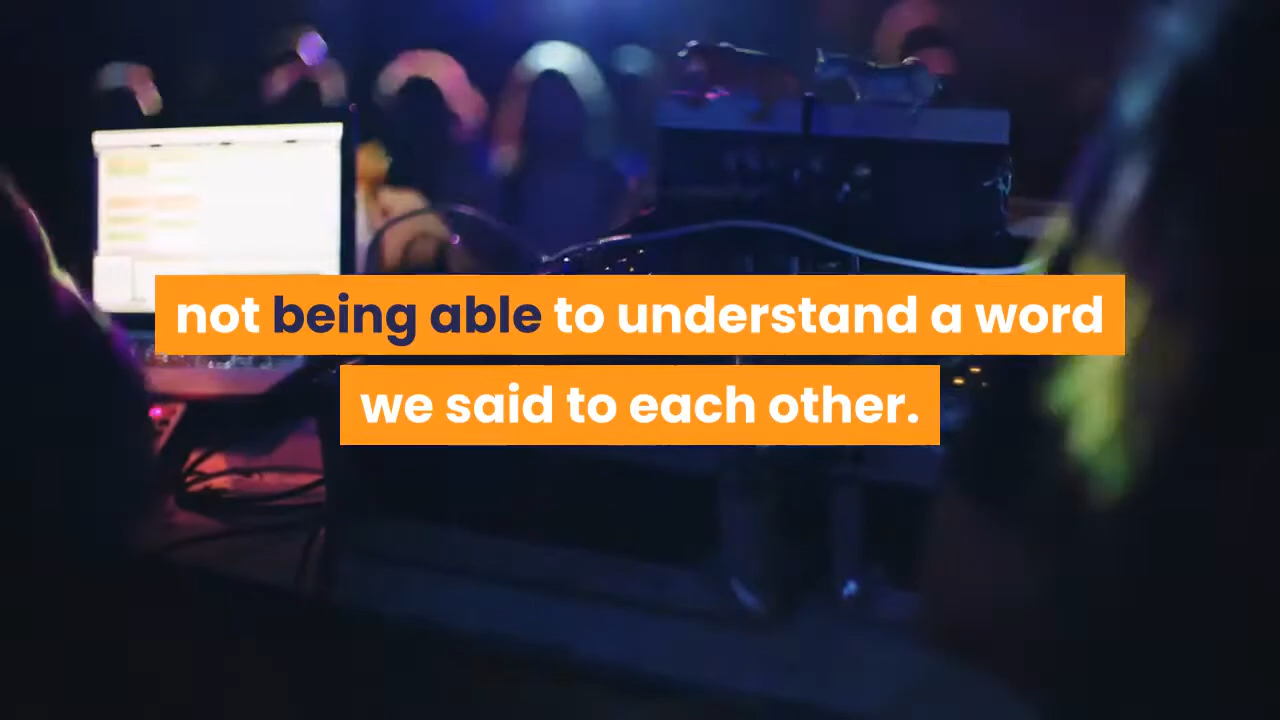 not being able to understand a word
we said to each other.